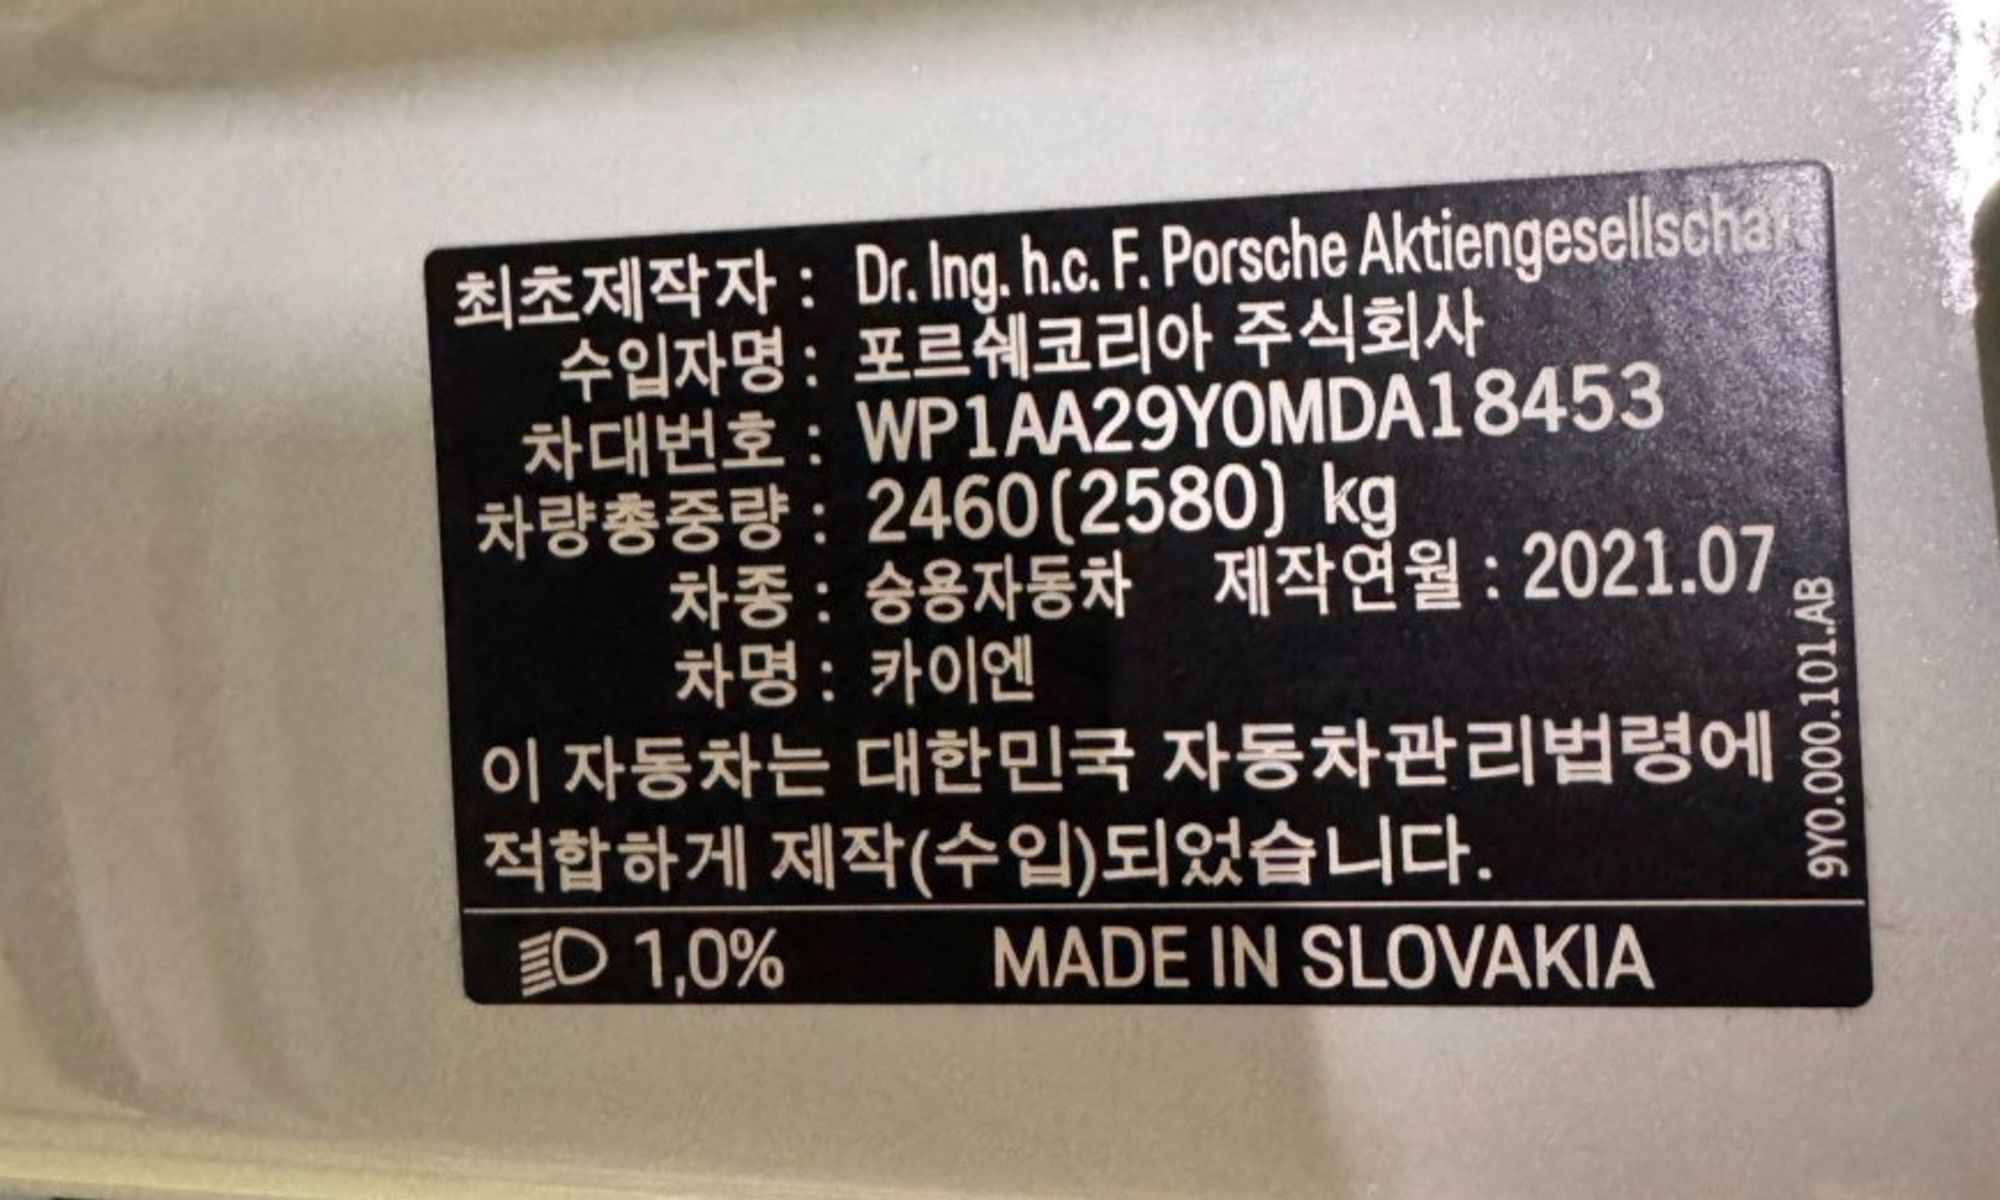 최초제작자 : Dr. Ing. h.c. F. Porsche Aktiengesellschaf
수입자명 : 포르쉐코리아 주식회사
차대번호 : WP1AA29Y0MDA18453
차량총중량 : 2460(2580) kg
차종 : 승용자동차 제작연월 : 2021.07
차명 : 카이엔
이 자동차는 대한민국 자동차관리법령에
적합하게 제작(수입)되었습니다.
9Y0.000.101.AB
1,0% MADE IN SLOVAKIA